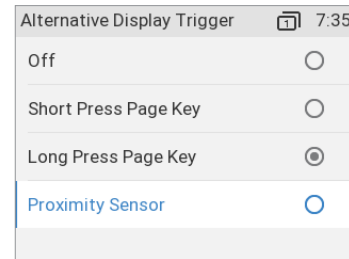 Alternative Display Trigger 1 7:35
Off
Short Press Page Key
Long Press Page Key
Proximity Sensor